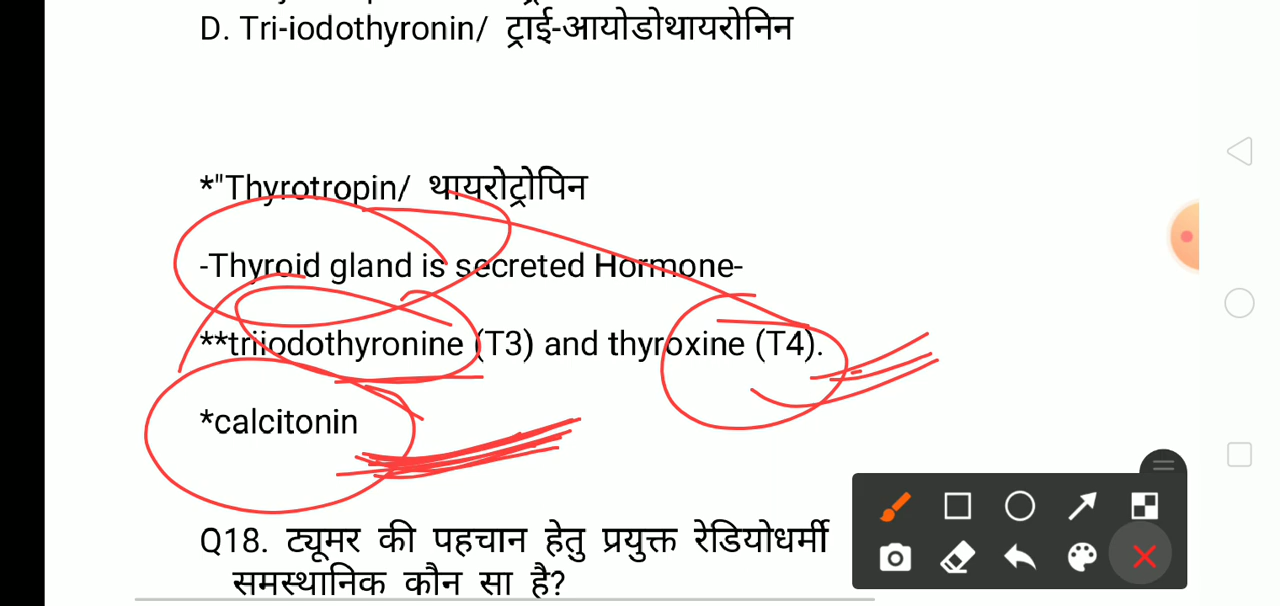 D. Tri-iodothyronin/ ट्राई-आयोडोथायरोनिन
*"Thyrotropin/ थायरोट्रोपिन
-Thyroid gland is secreted Hormone-
**triiodothyronine (T3) and thyroxine (T4).
*calcitonin
Q18. ट्यूमर की पहचान हेतु प्रयुक्त रेडियोधर्मी
समस्थानिक कौन सा है?